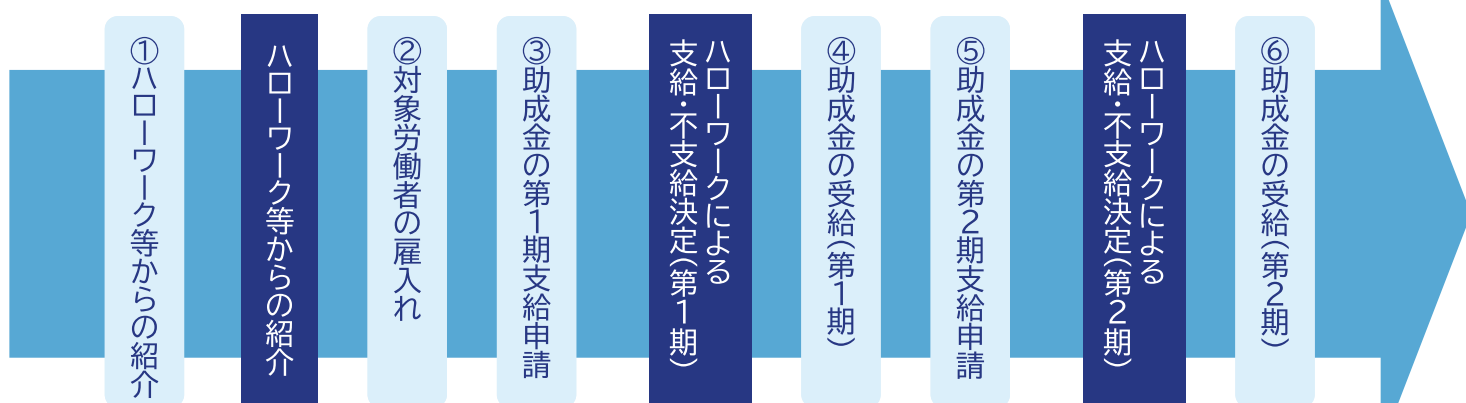 ①ハローワーク等からの紹介
ハローワーク等からの紹介
②対象労働者の雇入れ
③助成金の第1期支給申請
ハローワークによる
支給・不支給決定(第1期)
④助成金の受給(第1期)
⑤助成金の第2期支給申請
ハローワークによる
支給・不支給決定(第2期)
⑥助成金の受給(第2期)